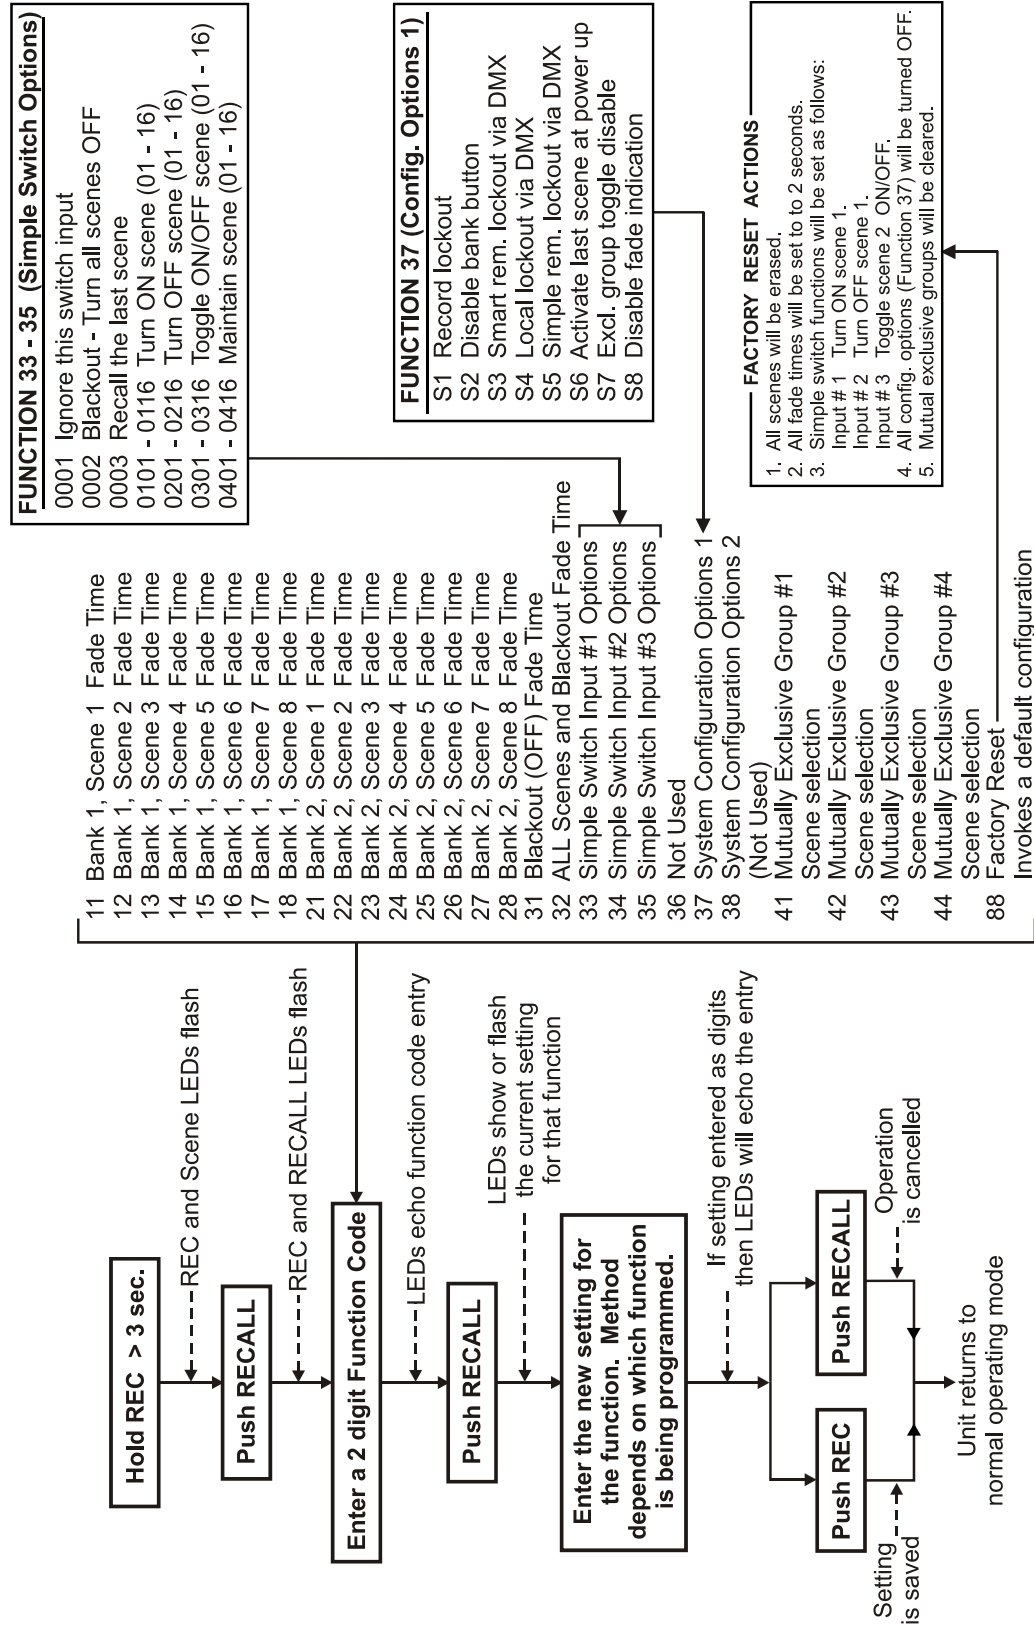 Hold REC > 3 sec.
REC and Scene LEDs flash
Push RECALL
REC and RECALL LEDs flash
Enter a 2 digit Function Code
LEDs echo function code entry
Push RECALL
LEDs show or flash
the current setting
for that function
Enter the new setting for
the function. Method
depends on which function
is being programmed.
If setting entered as digits
then LEDs will echo the entry
Push REC
Push RECALL
Setting
is saved
Operation
is cancelled
Unit returns to
normal operating mode
11 Bank 1, Scene 1 Fade Time
12 Bank 1, Scene 2 Fade Time
13 Bank 1, Scene 3 Fade Time
14 Bank 1, Scene 4 Fade Time
15 Bank 1, Scene 5 Fade Time
16 Bank 1, Scene 6 Fade Time
17 Bank 1, Scene 7 Fade Time
18 Bank 1, Scene 8 Fade Time
21 Bank 2, Scene 1 Fade Time
22 Bank 2, Scene 2 Fade Time
23 Bank 2, Scene 3 Fade Time
24 Bank 2, Scene 4 Fade Time
25 Bank 2, Scene 5 Fade Time
26 Bank 2, Scene 6 Fade Time
27 Bank 2, Scene 7 Fade Time
28 Bank 2, Scene 8 Fade Time
31 Blackout (OFF) Fade Time
32 ALL Scenes and Blackout Fade Time
33 Simple Switch Input #1 Options
34 Simple Switch Input #2 Options
35 Simple Switch Input #3 Options
36 Not Used
37 System Configuration Options 1
38 System Configuration Options 2
(Not Used)
41 Mutually Exclusive Group #1
Scene selection
42 Mutually Exclusive Group #2
Scene selection
43 Mutually Exclusive Group #3
Scene selection
44 Mutually Exclusive Group #4
Scene selection
88 Factory Reset
Invokes a default configuration
FUNCTION 33 - 35 (Simple Switch Options)
0001 Ignore this switch input
0002 Blackout - Turn all scenes OFF
0003 Recall the last scene
0101 - 0116 Turn ON scene (01 - 16)
0201 - 0216 Turn OFF scene (01 - 16)
0301 - 0316 Toggle ON/OFF scene (01 - 16)
0401 - 0416 Maintain scene (01 - 16)
FUNCTION 37 (Config. Options 1)
S1 Record lockout
S2 Disable bank button
S3 Smart rem. lockout via DMX
S4 Local lockout via DMX
S5 Simple rem. lockout via DMX
S6 Activate last scene at power up
S7 Excl. group toggle disable
S8 Disable fade indication
FACTORY RESET ACTIONS
1. All scenes will be erased.
2. All fade times will be set to to 2 seconds.
3. Simple switch functions will be set as follows:
Input # 1 Turn ON scene 1.
Input # 2 Turn OFF scene 1.
Input # 3 Toggle scene 2 ON/OFF.
4. All config. options (Function 37) will be turned OFF.
5. Mutual exclusive groups will be cleared.